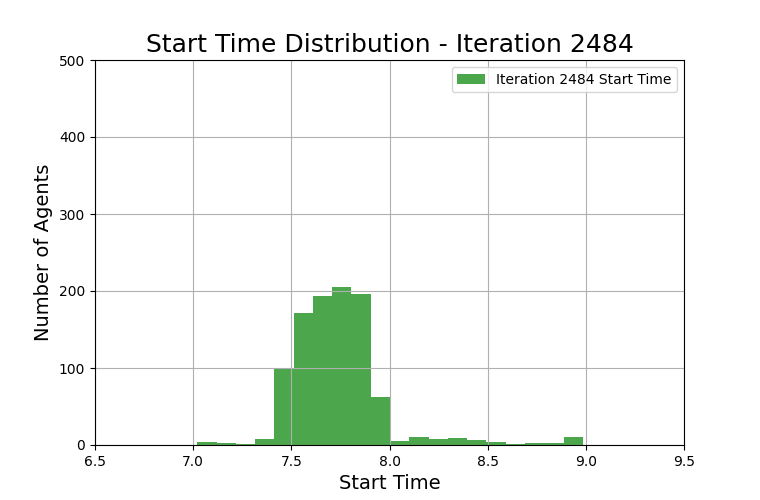 Start Time Distribution - Iteration 2484
Iteration 2484 Start Time
Number of Agents
500
400
300
200
100
0
6.5 7.0 7.5 8.0 8.5 9.0 9.5
Start Time